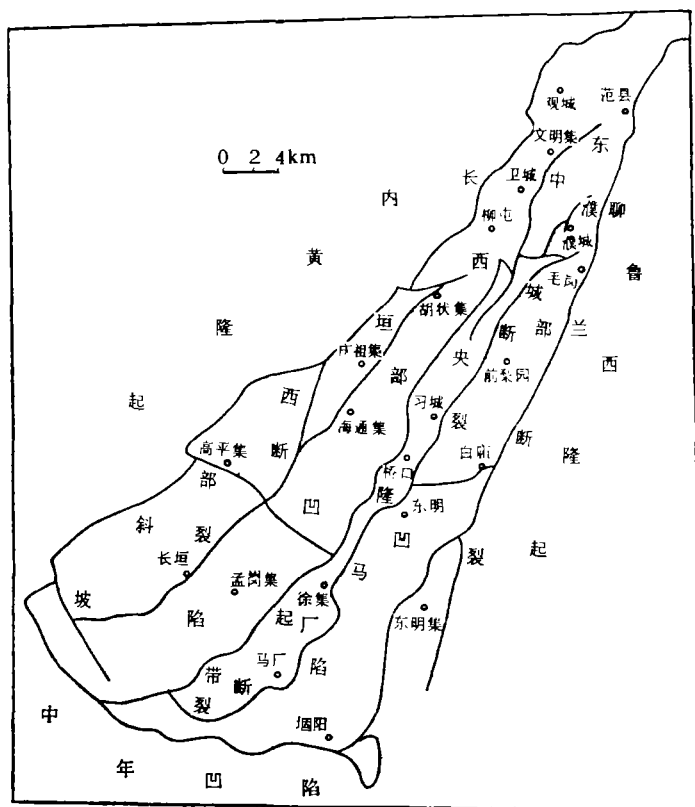 0 2 4km
观城
范县
文明集
卫城
柳屯
濮城
毛岗
胡状集
庆祖集
前梨园
海通集
习城
高平集
桥口
白庙
东明
长垣
孟岗集
徐集
东明集
马厂
堌阳
内黄隆起
长垣断裂
西部斜坡
西部凹陷
中央隆起带
濮城断裂
马厂断裂
东部凹陷
聊兰断裂
鲁西隆起
中年凹陷